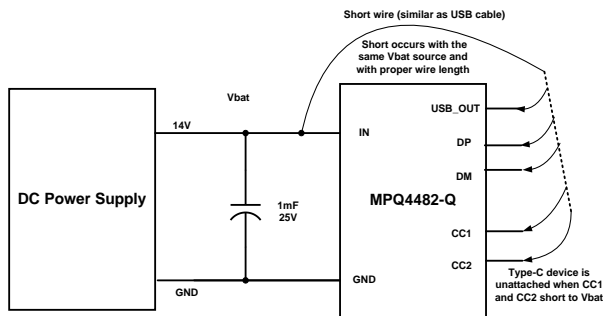 Short wire (similar as USB cable)
Short occurs with the
same Vbat source and
with proper wire length
Vbat
USB_OUT
14V
IN
DP
DM
DC Power Supply
MPQ4482-Q
1mF
25V
CC1
CC2
GND
GND
Type-C device is
unattached when CC1
and CC2 short to Vbat